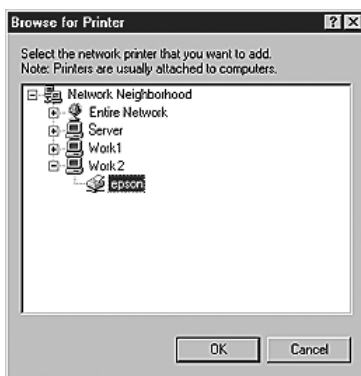 Browse for Printer
Select the network printer that you want to add.
Note: Printers are usually attached to computers.
Network Neighborhood
Entire Network
Server
Work1
Work2
epson
OK
Cancel